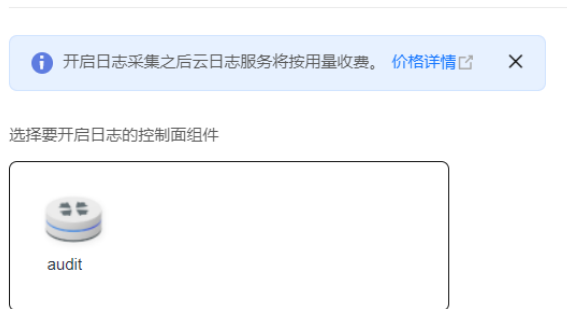 开启日志采集之后云日志服务将按用量收费。 价格详情
选择要开启日志的控制面组件
audit